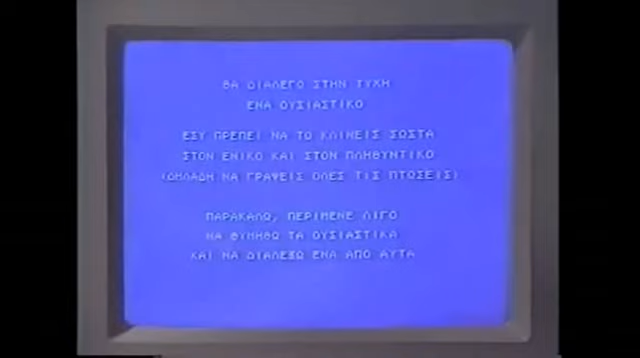 ΘΑ ΔΙΑΛΕΓΩ ΣΤΗΝ ΤΥΧΗ
ΕΝΑ ΟΥΣΙΑΣΤΙΚΟ
ΕΣΥ ΠΡΕΠΕΙ ΝΑ ΤΟ ΚΛΙΝΕΙΣ ΣΩΣΤΑ
ΣΤΟΝ ΕΝΙΚΟ ΚΑΙ ΣΤΟΝ ΠΛΗΘΥΝΤΙΚΟ
(ΔΗΛΑΔΗ ΝΑ ΓΡΑΨΕΙΣ ΟΛΕΣ ΤΙΣ ΠΤΩΣΕΙΣ)
ΠΑΡΑΚΑΛΩ, ΠΕΡΙΜΕΝΕ ΛΙΓΟ
ΝΑ ΘΥΜΗΘΩ ΤΑ ΟΥΣΙΑΣΤΙΚΑ
ΚΑΙ ΝΑ ΔΙΑΛΕΞΩ ΕΝΑ ΑΠΟ ΑΥΤΑ